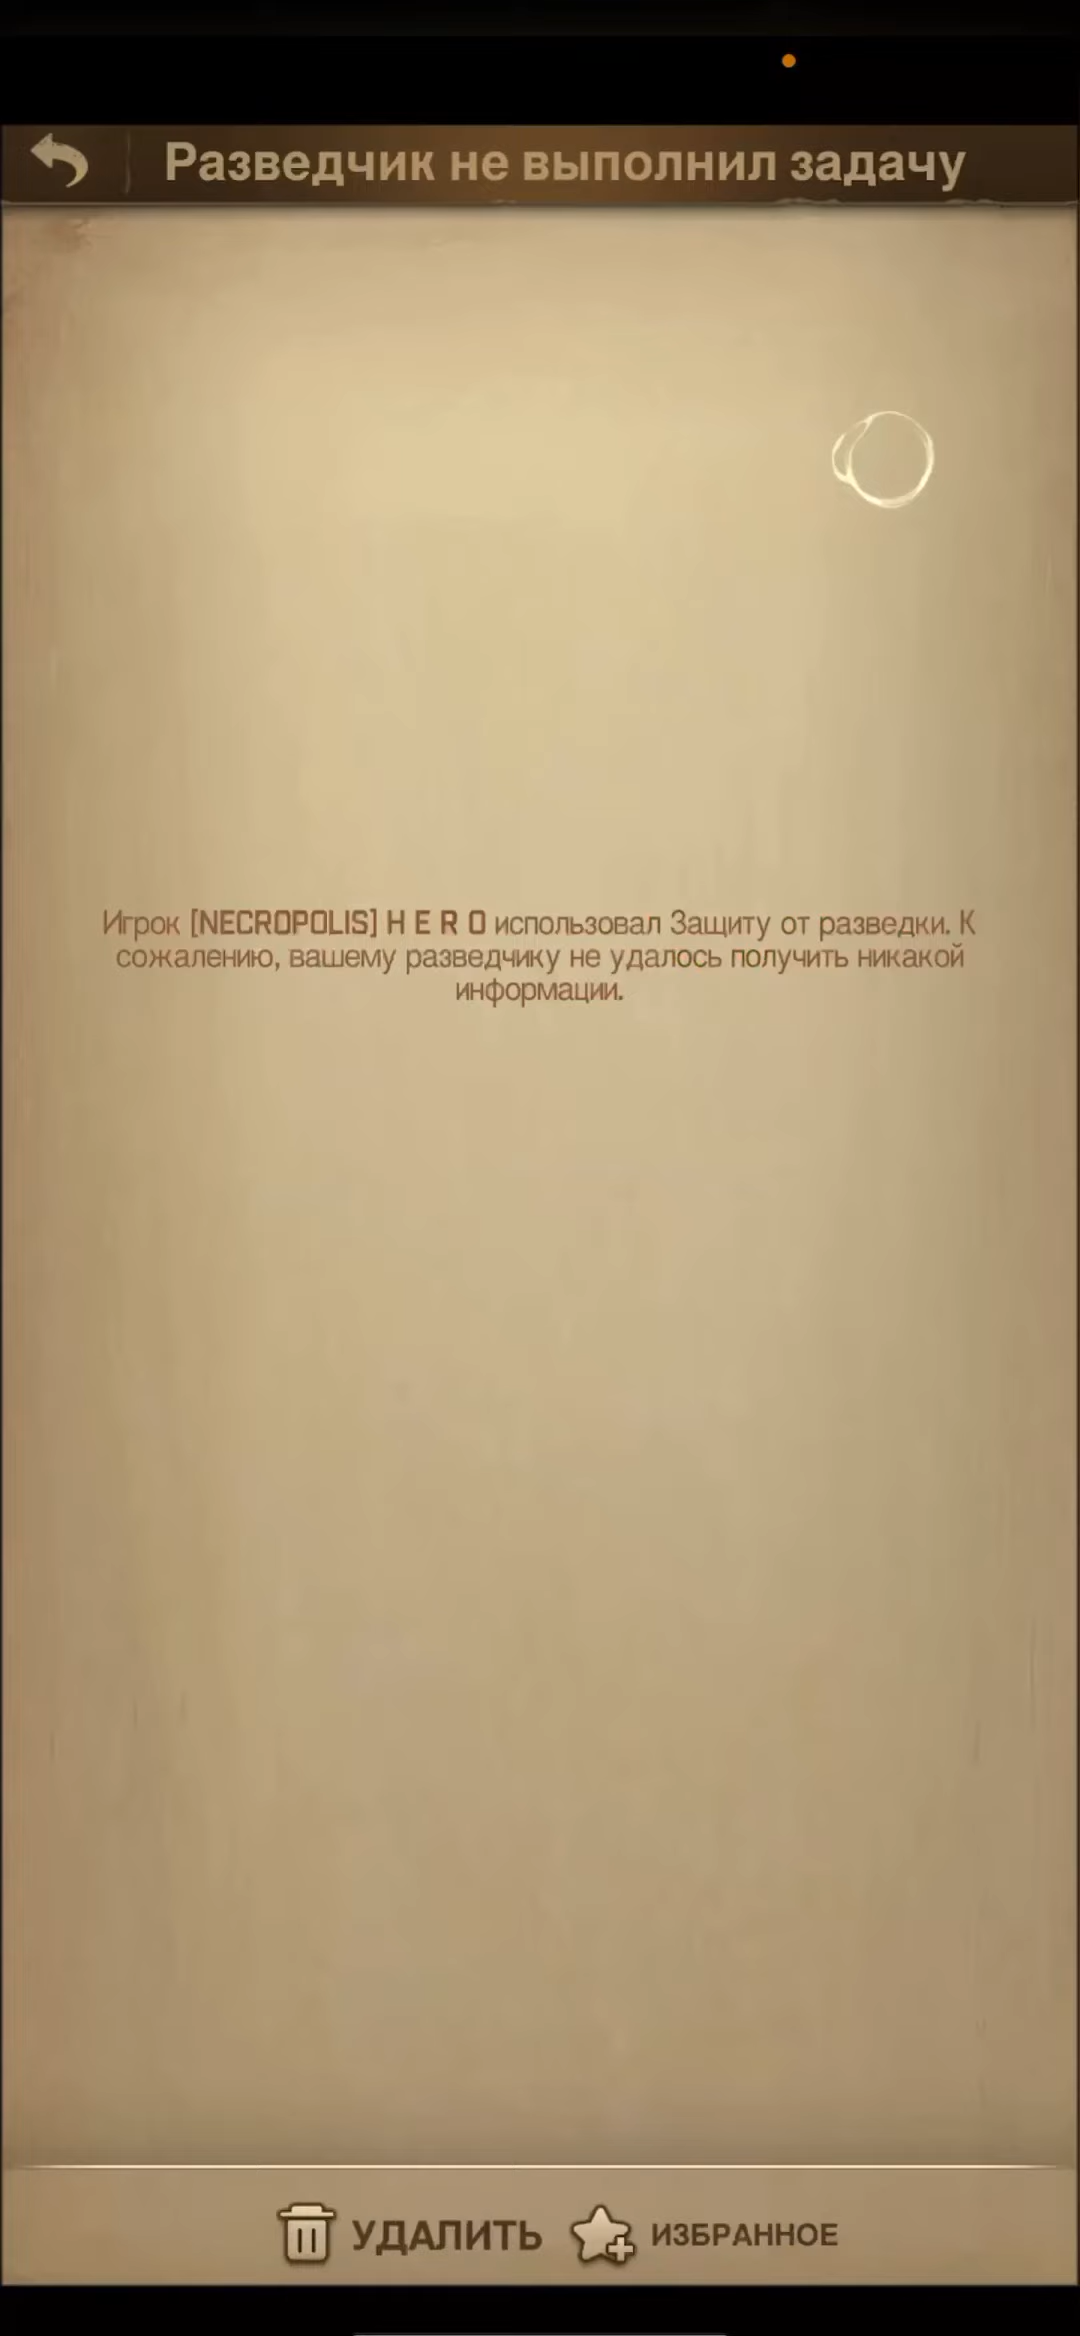 Разведчик не выполнил задачу
Игрок [NECROPOLIS] H E R O использовал Защиту от разведки. К
сожалению, вашему разведчику не удалось получить никакой
информации.
УДАЛИТЬ
ИЗБРАННОЕ